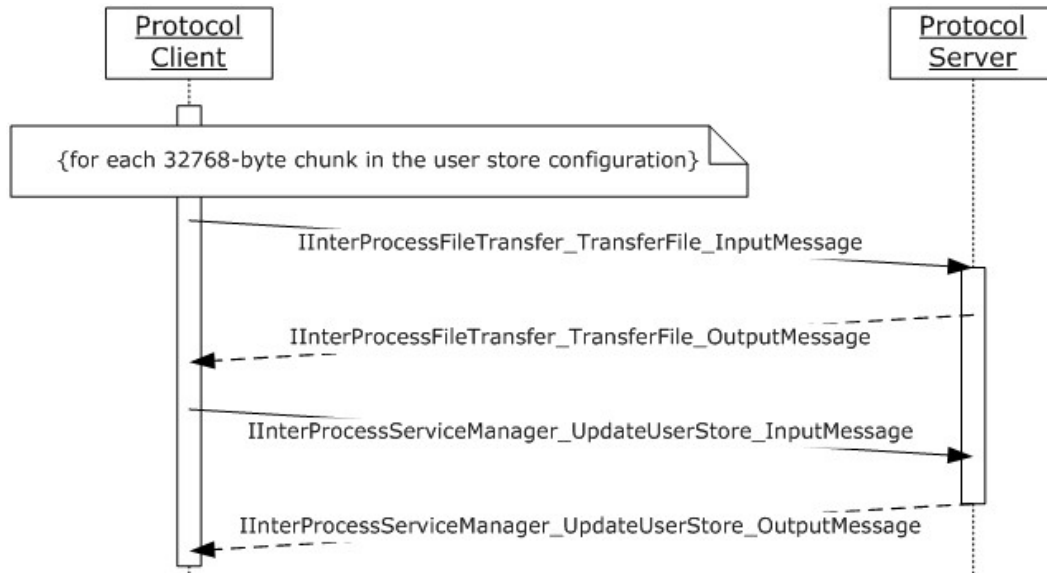 Protocol
Client
Protocol
Server
{for each 32768-byte chunk in the user store configuration}
IInterProcessFileTransfer_TransferFile_InputMessage
IInterProcessFileTransfer_TransferFile_OutputMessage
IInterProcessServiceManager_UpdateUserStore_InputMessage
IInterProcessServiceManager_UpdateUserStore_OutputMessage